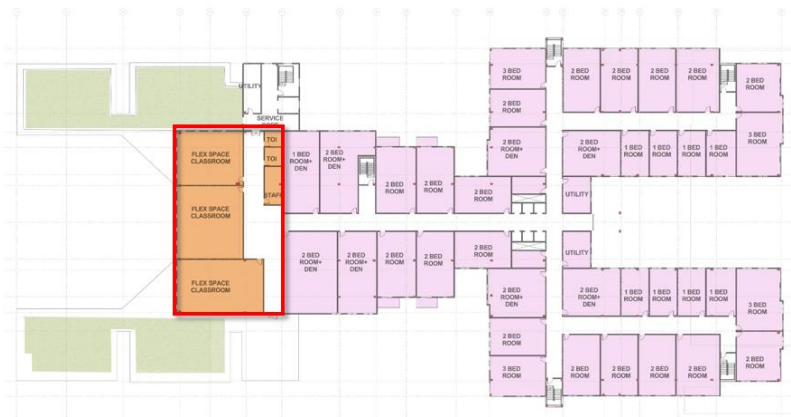 UTILITY
SERVICE
FLEX SPACE
CLASSROOM
TOI
TOI
STAFF
FLEX SPACE
CLASSROOM
FLEX SPACE
CLASSROOM
1 BED
ROOM+
DEN
2 BED
ROOM+
DEN
2 BED
ROOM
2 BED
ROOM
2 BED
ROOM
2 BED
ROOM+
DEN
2 BED
ROOM+
DEN
2 BED
ROOM
2 BED
ROOM
2 BED
ROOM
3 BED
ROOM
2 BED
ROOM
2 BED
ROOM+
DEN
2 BED
ROOM
2 BED
ROOM
2 BED
ROOM
2 BED
ROOM
2 BED
ROOM
3 BED
ROOM
2 BED
ROOM+
DEN
1 BED
ROOM
1 BED
ROOM
1 BED
ROOM
1 BED
ROOM
UTILITY
UTILITY
2 BED
ROOM+
DEN
2 BED
ROOM+
DEN
1 BED
ROOM
1 BED
ROOM
1 BED
ROOM
1 BED
ROOM
3 BED
ROOM
2 BED
ROOM
3 BED
ROOM
2 BED
ROOM
2 BED
ROOM
2 BED
ROOM
2 BED
ROOM
2 BED
ROOM